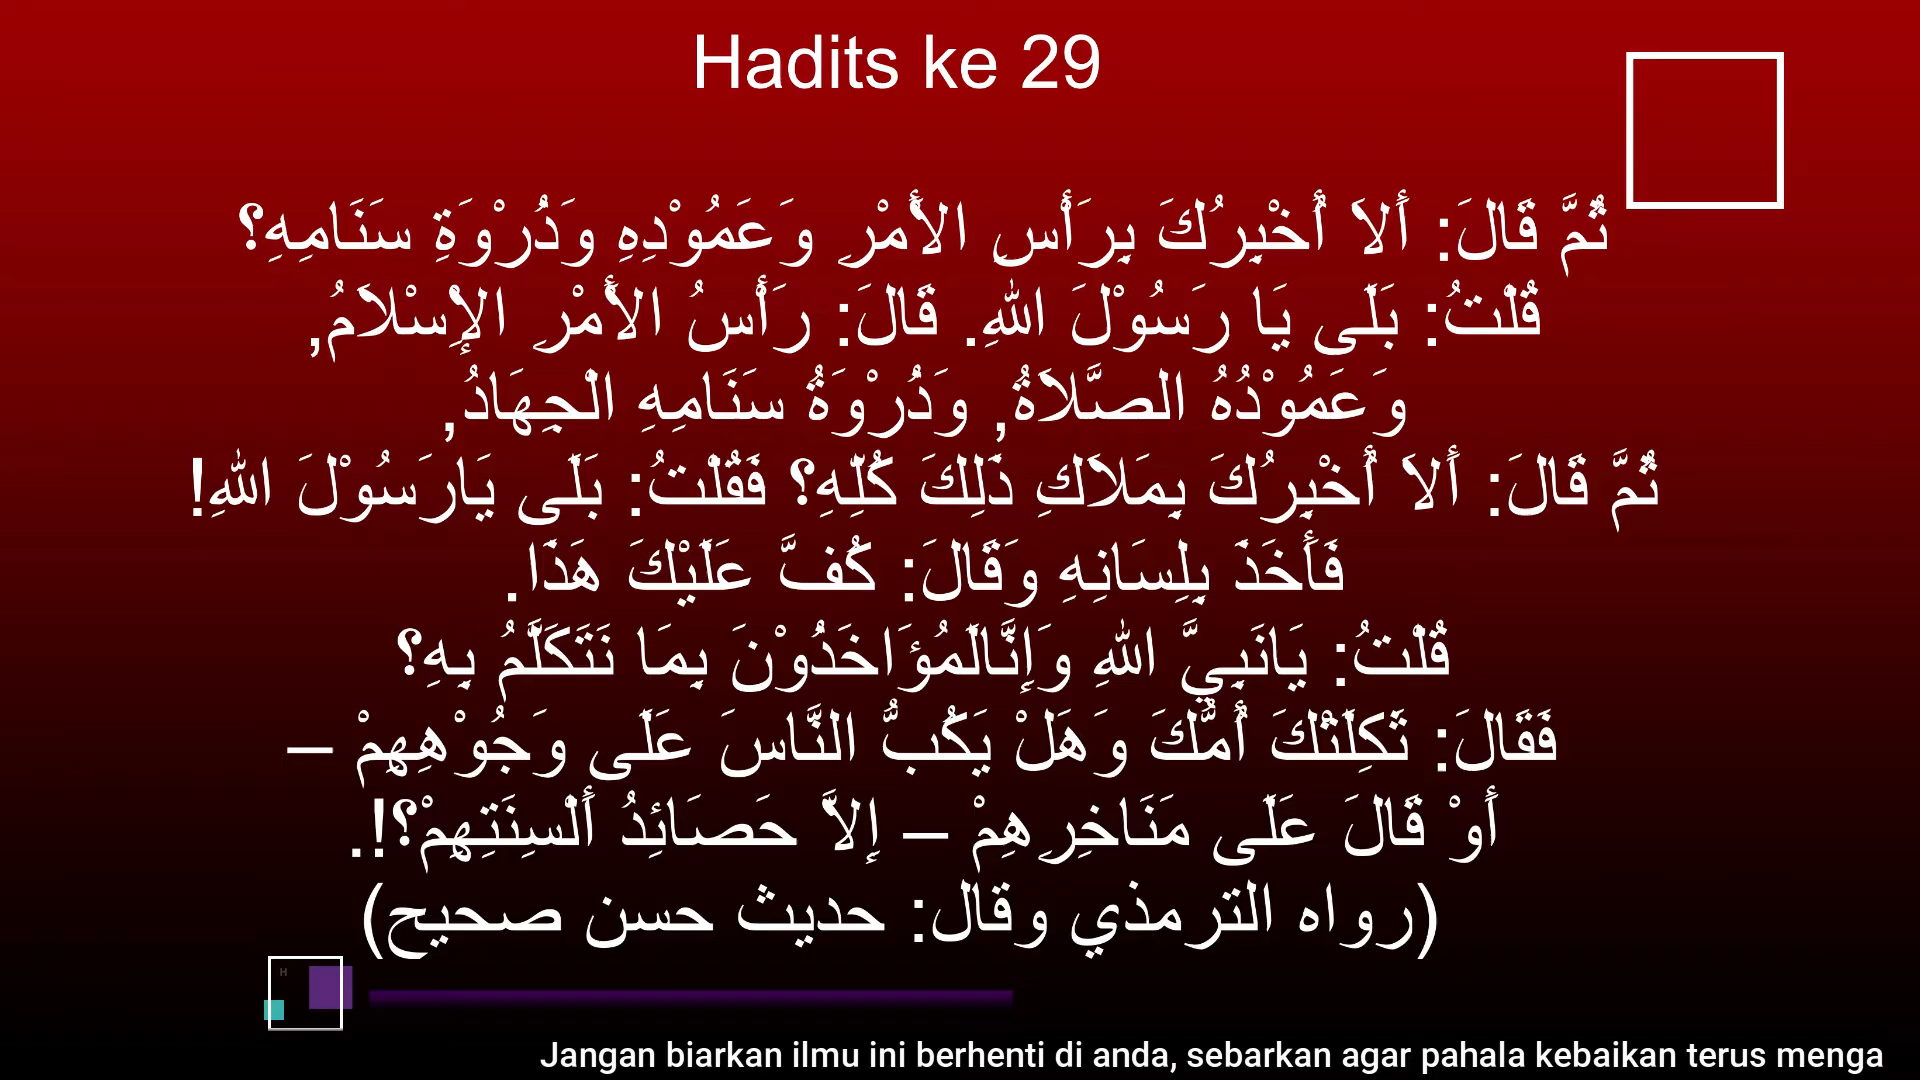 Hadits ke 29
ثُمَّ قَالَ: أَلاَ أُخْبِرُكَ بِرَأْسِ الأَمْرِ وَعَمُوْدِهِ وَذُرْوَةِ سَنَامِهِ؟
قُلْتُ: بَلَى يَا رَسُوْلَ اللهِ. قَالَ: رَأْسُ الأَمْرِ الإِسْلاَمُ,
وَعَمُوْدُهُ الصَّلاَةُ, وَذُرْوَةُ سَنَامِهِ الْجِهَادُ,
ثُمَّ قَالَ: أَلاَ أُخْبِرُكَ بِمَلاَكِ ذَلِكَ كُلِّهِ؟ فَقُلْتُ: بَلَى يَارَسُوْلَ اللهِ!
فَأَخَذَ بِلِسَانِهِ وَقَالَ: كُفَّ عَلَيْكَ هَذَا.
قُلْتُ: يَانَبِيَّ اللهِ وَإِنَّالَمُؤَاخَذُوْنَ بِمَا نَتَكَلَّمُ بِهِ؟
فَقَالَ: ثَكِلَتْكَ أُمُّكَ وَهَلْ يَكُبُّ النَّاسَ عَلَى وَجُوْهِهِمْ –
أَوْ قَالَ عَلَى مَنَاخِرِهِمْ – إِلاَّ حَصَائِدُ أَلْسِنَتِهِمْ؟!.
(رواه الترمذي وقال: حديث حسن صحيح)
H
Jangan biarkan ilmu ini berhenti di anda, sebarkan agar pahala kebaikan terus menga